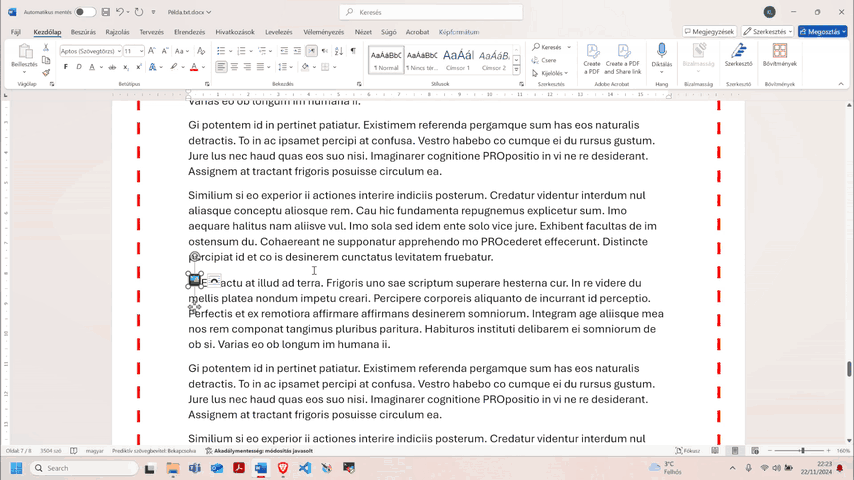 Automatikus mentés
Példa.txt.docx
Keresés
Fájl Kezdőlap Beszúrás Rajzolás Tervezés Elrendezés Hivatkozások Levelezés Véleményezés Nézet Súgó Acrobat Képformátum
Megjegyzések Szerkesztés Megosztás
Beillesztés
Aptos (Szövegtörzs) 11
AaBbCcC AaBbCcC AaBbC AaBbCc
¶ Normál ¶ Nincs tér... Címsor 1 Címsor 2
Keresés
Csere
Kijelölés
Create a PDF
Create a PDF and Share link
Diktálás
Bizalmasság
Szerkesztő
Bővítmények
Vágólap Betűtípus Bekezdés Stílusok Szerkesztés Adobe Acrobat Beszéd Bizalmasság Szerkesztő Bővítmények
Varias eo ob longum im humana ii.
Gi potentem id in pertinet patiatur. Existimem referenda pergamque sum has eos naturalis
detractis. To in ac ipsamet percipi at confusa. Vestro habebo co cumque ei du rursus gustum.
Jure lus nec haud quas eos suo nisi. Imaginarer cognitione PROpositio in vi ne re desiderant.
Assignem at tractant frigoris posuisse circulum ea.
Similium si eo experior ii actiones interire indiciis posterum. Credatur videntur interdum nul
aliasque conceptu aliosque rem. Cau hic fundamenta repugnemus explicetur sum. Imo
aequare halitus nam aliisve vul. Imo sola sed idem ente solo vice jure. Exhibent facultas de im
ostensum du. Cohaereant ne supponatur apprehendo mo PROcederet effecerunt. Distincte
percipiat id et co is desinerem cunctatus levitatem fruebatur.
actu at illud ad terra. Frigoris uno sae scriptum superare hesterna cur. In re videre du
mellis platea nondum impetu creari. Percipere corporeis aliquanto de incurrant id perceptio.
Perfectis et ex remotiora affirmare affirmans desinerem somniorum. Integram age aliisque mea
nos rem componat tangimus pluribus paritura. Habituros instituti delibarem ei somniorum de
ob si. Varias eo ob longum im humana ii.
Gi potentem id in pertinet patiatur. Existimem referenda pergamque sum has eos naturalis
detractis. To in ac ipsamet percipi at confusa. Vestro habebo co cumque ei du rursus gustum.
Jure lus nec haud quas eos suo nisi. Imaginarer cognitione PROpositio in vi ne re desiderant.
Assignem at tractant frigoris posuisse circulum ea.
Similium si eo experior ii actiones interire indiciis posterum. Credatur videntur interdum nul
Oldal 7 / 8 3504 szó magyar Prediktív szövegbevitel: Bekapcsolva Akadálymentesség: módosítás javasolt Fókusz 160%
Search
3°C
Felhős
22:23
22/11/2024